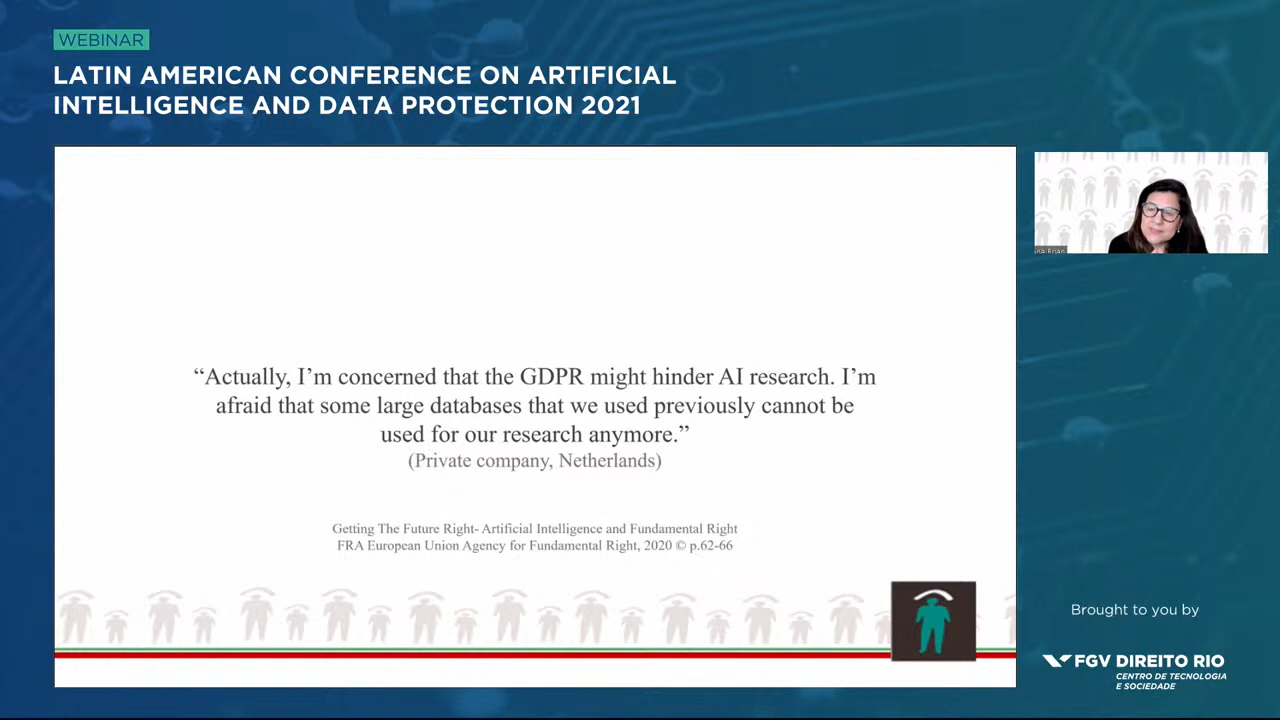 WEBINAR
LATIN AMERICAN CONFERENCE ON ARTIFICIAL
INTELLIGENCE AND DATA PROTECTION 2021
“Actually, I’m concerned that the GDPR might hinder AI research. I’m
afraid that some large databases that we used previously cannot be
used for our research anymore.”
(Private company, Netherlands)
Getting The Future Right- Artificial Intelligence and Fundamental Right
FRA European Union Agency for Fundamental Right, 2020 © p.62-66
Brought to you by
FGV DIREITO RIO
CENTRO DE TECNOLOGIA
E SOCIEDADE